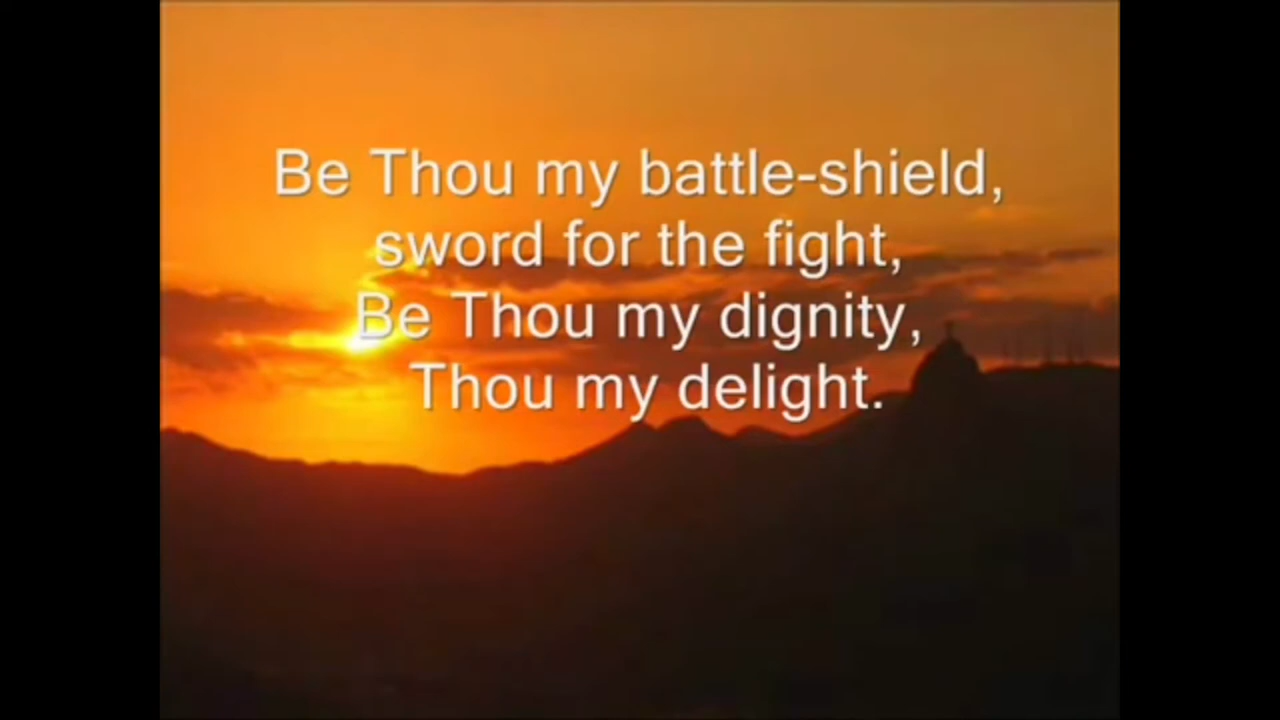 Be Thou my battle-shield,
sword for the fight,
Be Thou my dignity,
Thou my delight.